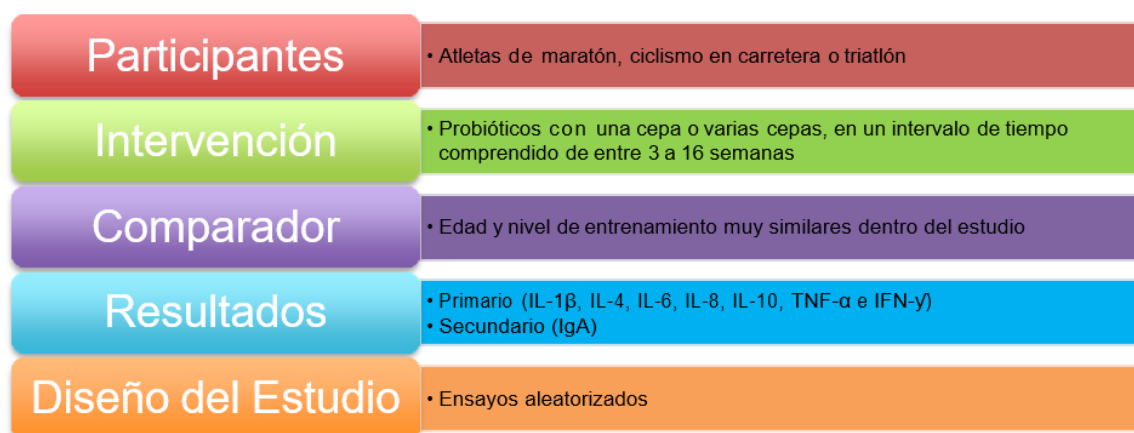 Participantes
• Atletas de maratón, ciclismo en carretera o triatlón
Intervención
• Probióticos con una cepa o varias cepas, en un intervalo de tiempo
comprendido de entre 3 a 16 semanas
Comparador
• Edad y nivel de entrenamiento muy similares dentro del estudio
Resultados
• Primario (IL-1β, IL-4, IL-6, IL-8, IL-10, TNF-α e IFN-y)
• Secundario (IgA)
Diseño del Estudio
• Ensayos aleatorizados